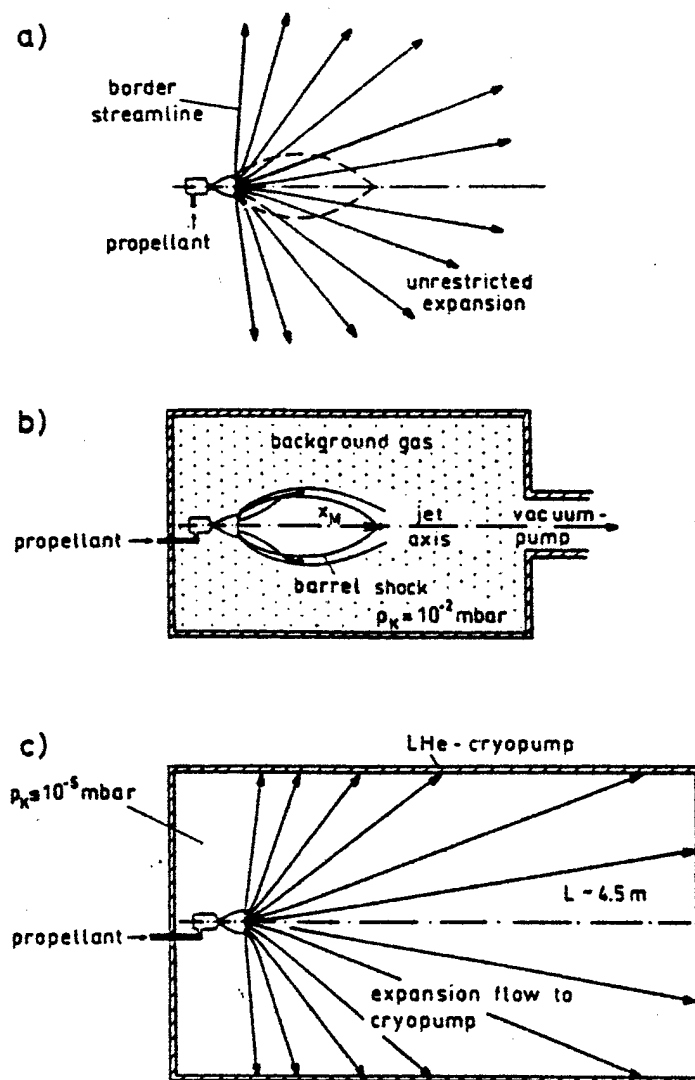 a)
border
streamline
propellant
unrestricted
expansion
b)
background gas
x_M
jet
axis
vacuum-
pump
propellant
barrel shock
p_K = 10^-2 mbar
c)
LHe-cryopump
p_K ≤ 10^-5 mbar
L ~ 4.5 m
propellant
expansion flow to
cryopump